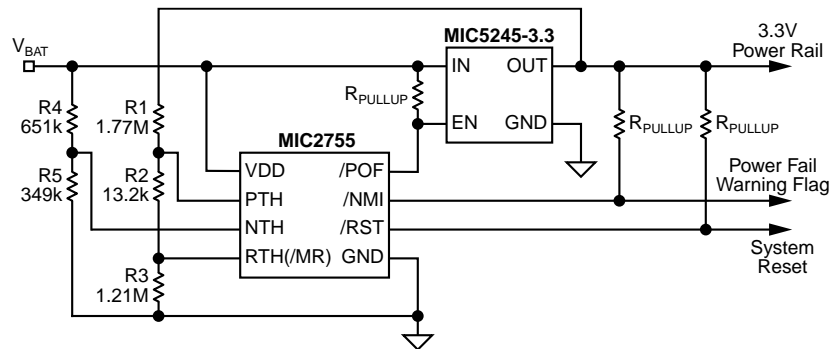 V_BAT
MIC5245-3.3
3.3V
Power Rail
IN
OUT
EN
GND
R_PULLUP
R_PULLUP
R_PULLUP
R4
651k
R1
1.77M
MIC2755
R5
349k
R2
13.2k
VDD
/POF
PTH
/NMI
NTH
/RST
RTH(/MR)
GND
Power Fail
Warning Flag
R3
1.21M
System
Reset